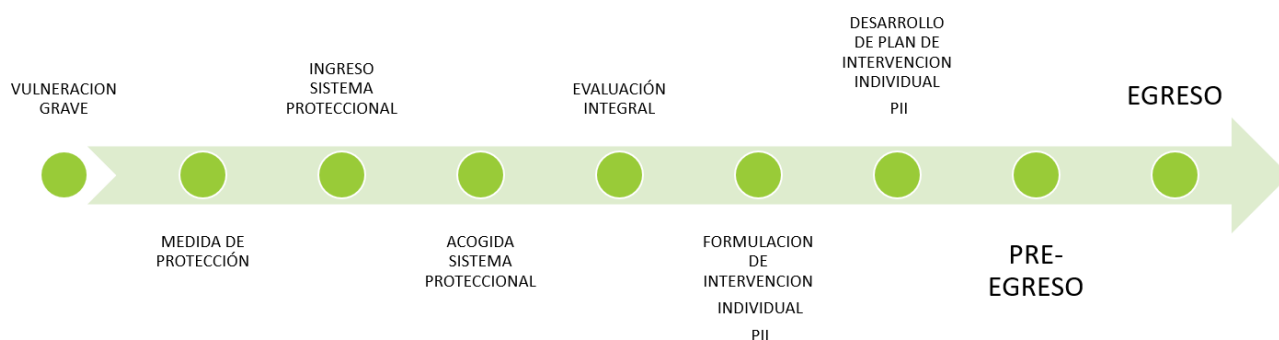 VULNERACION
GRAVE
MEDIDA DE
PROTECCIÓN
INGRESO
SISTEMA
PROTECCIONAL
ACOGIDA
SISTEMA
PROTECCIONAL
EVALUACIÓN
INTEGRAL
FORMULACION
DE
INTERVENCION
INDIVIDUAL
PII
DESARROLLO
DE PLAN DE
INTERVENCION
INDIVIDUAL
PII
PRE-
EGRESO
EGRESO